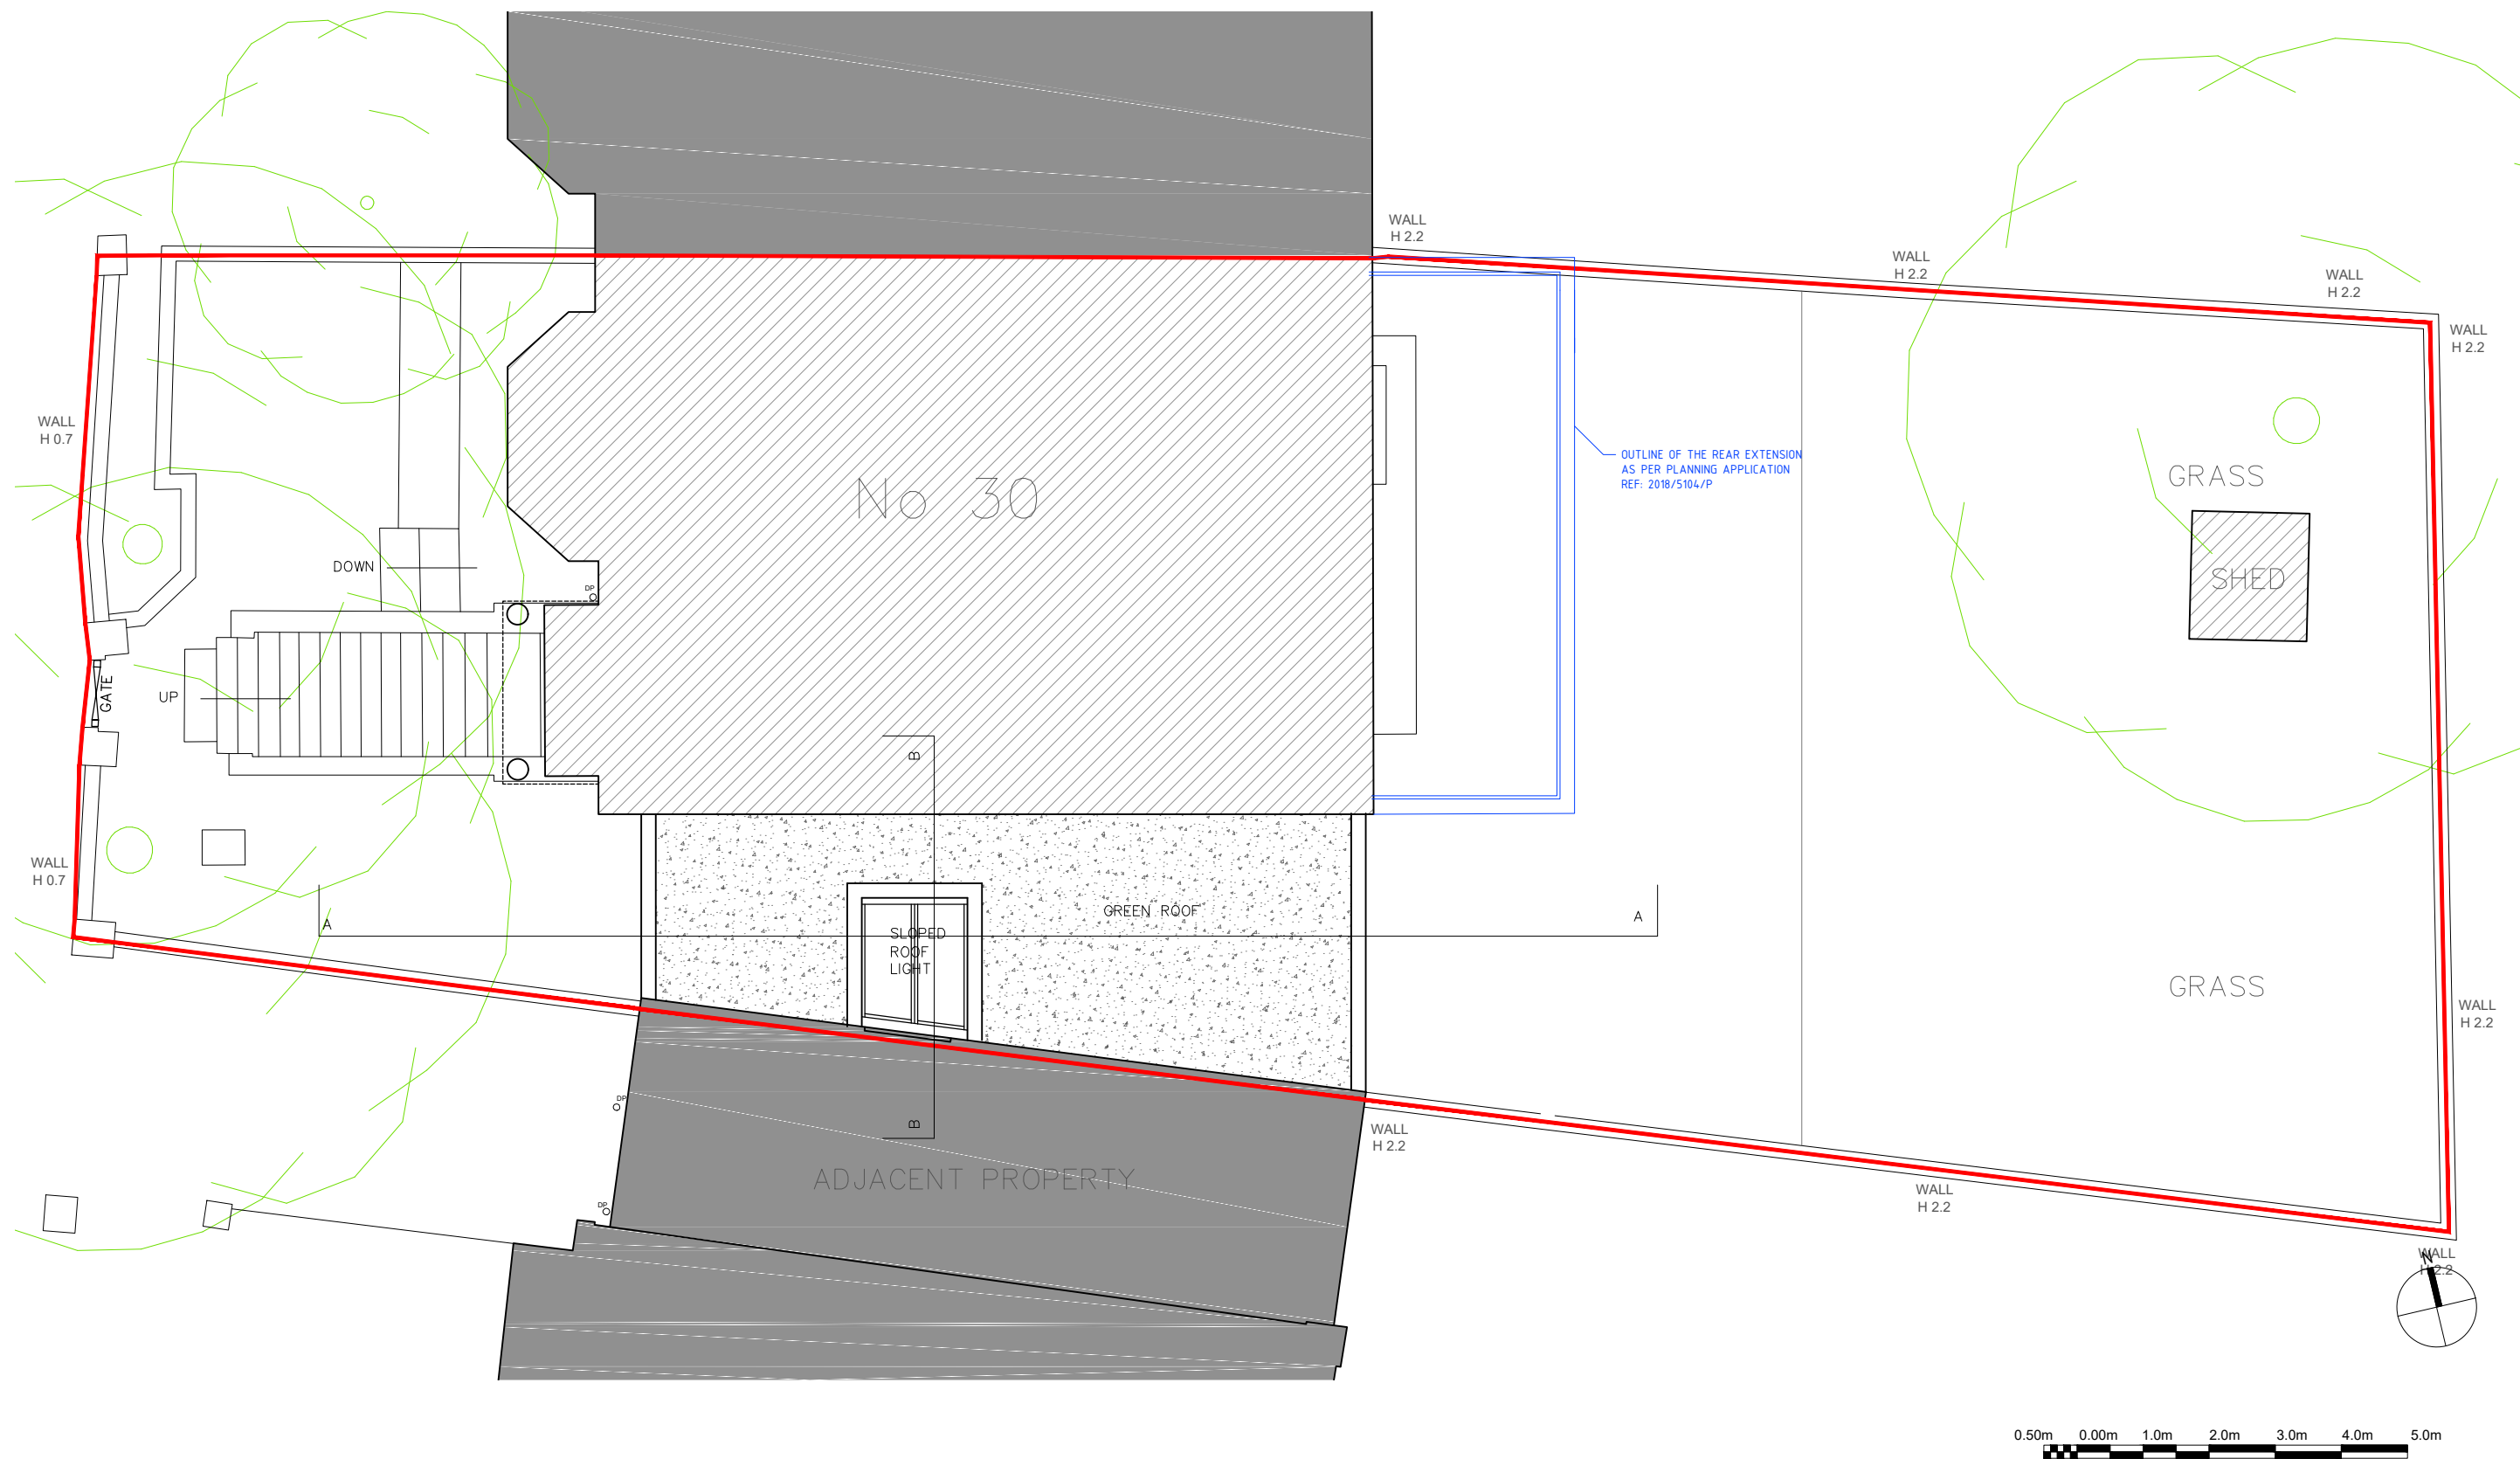 WALL
H 2.2
WALL
H 2.2
WALL
H 2.2
WALL
H 2.2
WALL
H 0.7
No 30
OUTLINE OF THE REAR EXTENSION
AS PER PLANNING APPLICATION
REF: 2018/5104/P
GRASS
SHED
DOWN
DP
UP
GATE
B
WALL
H 0.7
A
SLOPED
ROOF
LIGHT
GREEN ROOF
A
GRASS
WALL
H 2.2
DP
B
WALL
H 2.2
ADJACENT PROPERTY
DP
WALL
H 2.2
WALL
H 2.2
N
0.50m 0.00m 1.0m 2.0m 3.0m 4.0m 5.0m